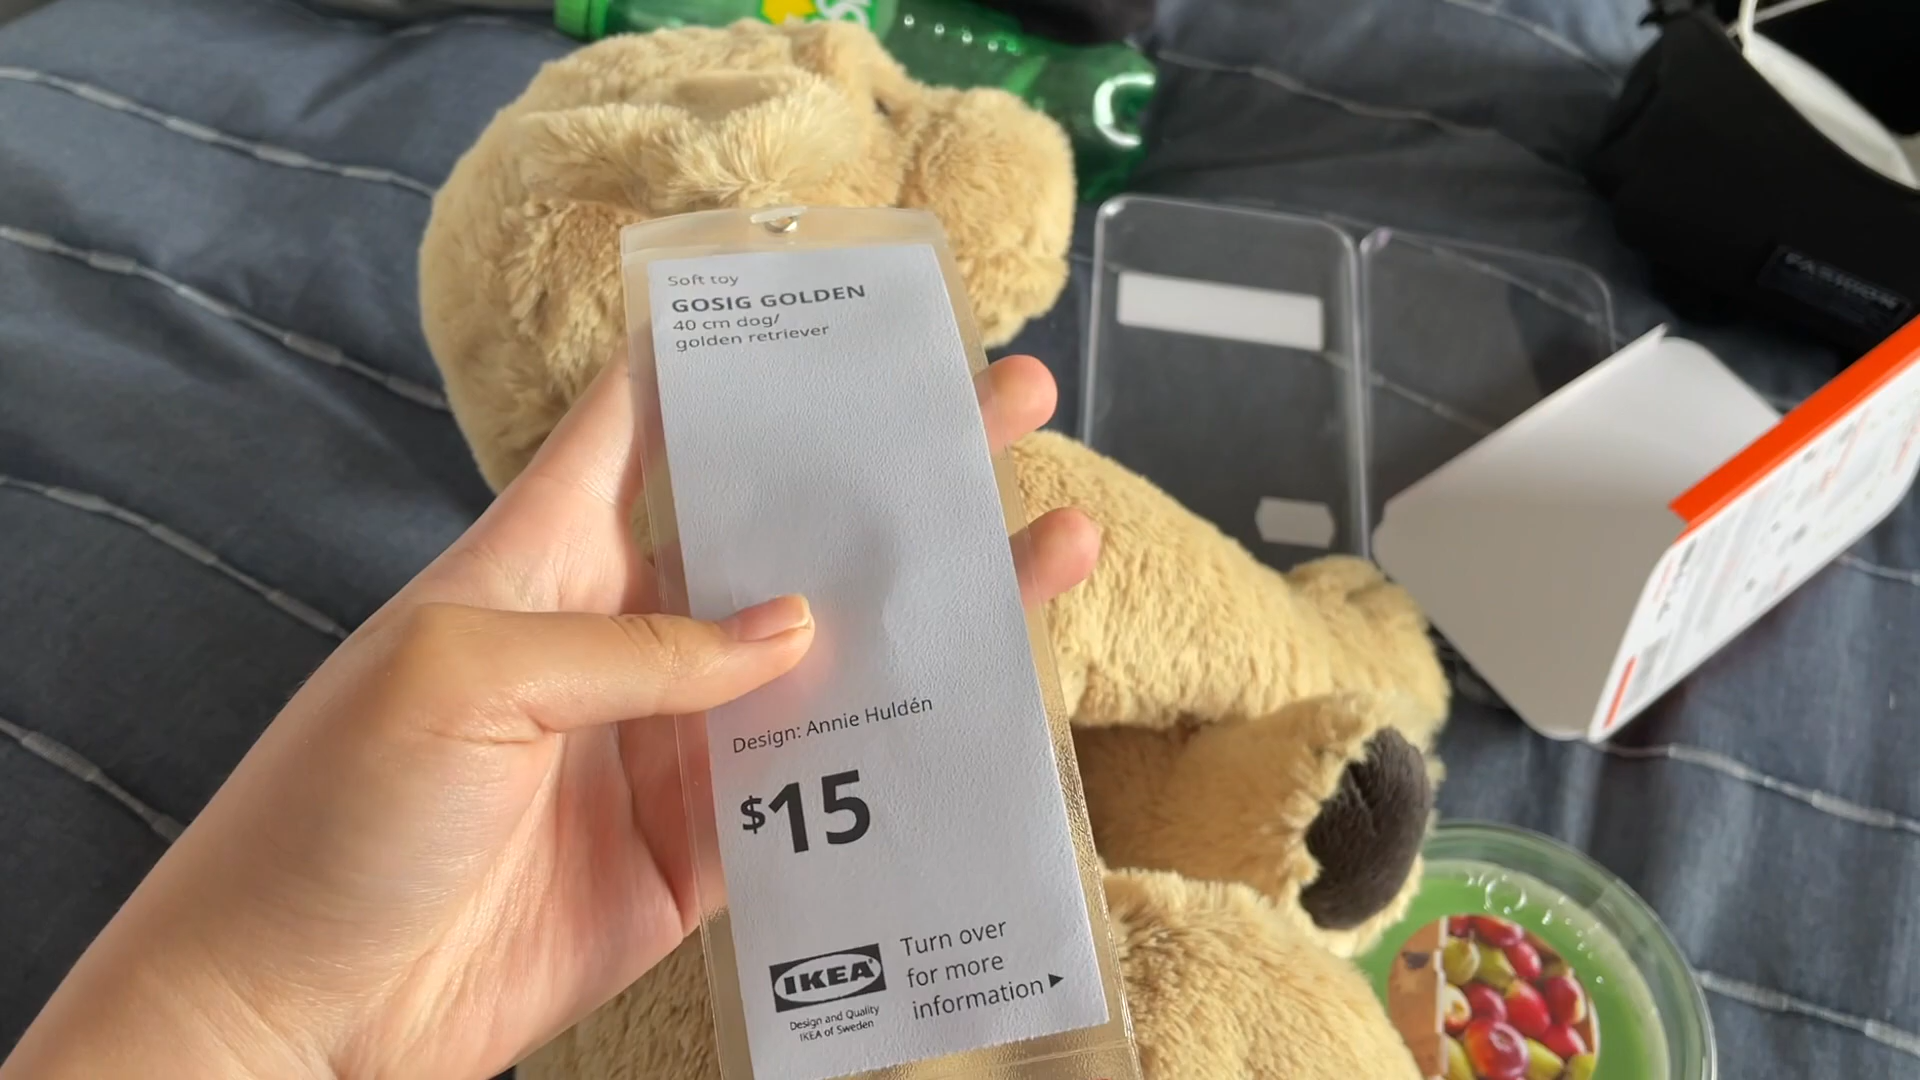 Soft toy
GOSIG GOLDEN
40 cm dog/
golden retriever
Design: Annie Huldén
$15
IKEA
Design and Quality
IKEA of Sweden
Turn over
for more
information ▶
FASHION